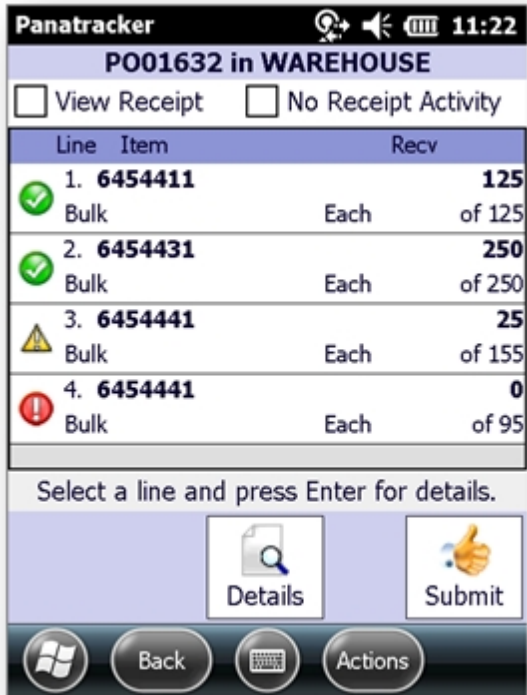 Panatracker 11:22
PO01632 in WAREHOUSE
View Receipt No Receipt Activity
Line Item Recv
1. 6454411 125
Bulk Each of 125
2. 6454431 250
Bulk Each of 250
3. 6454441 25
Bulk Each of 155
4. 6454441 0
Bulk Each of 95
Select a line and press Enter for details.
Details Submit
Back Actions